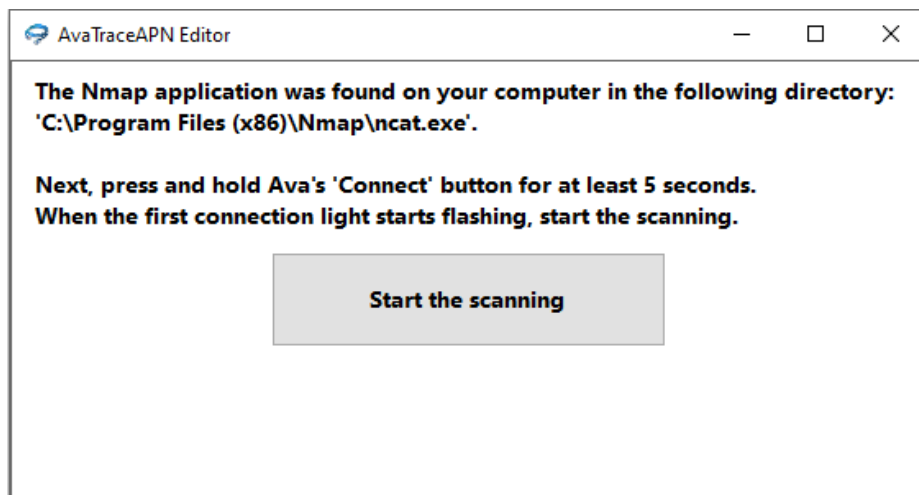 AvaTraceAPN Editor
The Nmap application was found on your computer in the following directory:
'C:\Program Files (x86)\Nmap\ncat.exe'.
Next, press and hold Ava's 'Connect' button for at least 5 seconds.
When the first connection light starts flashing, start the scanning.
Start the scanning